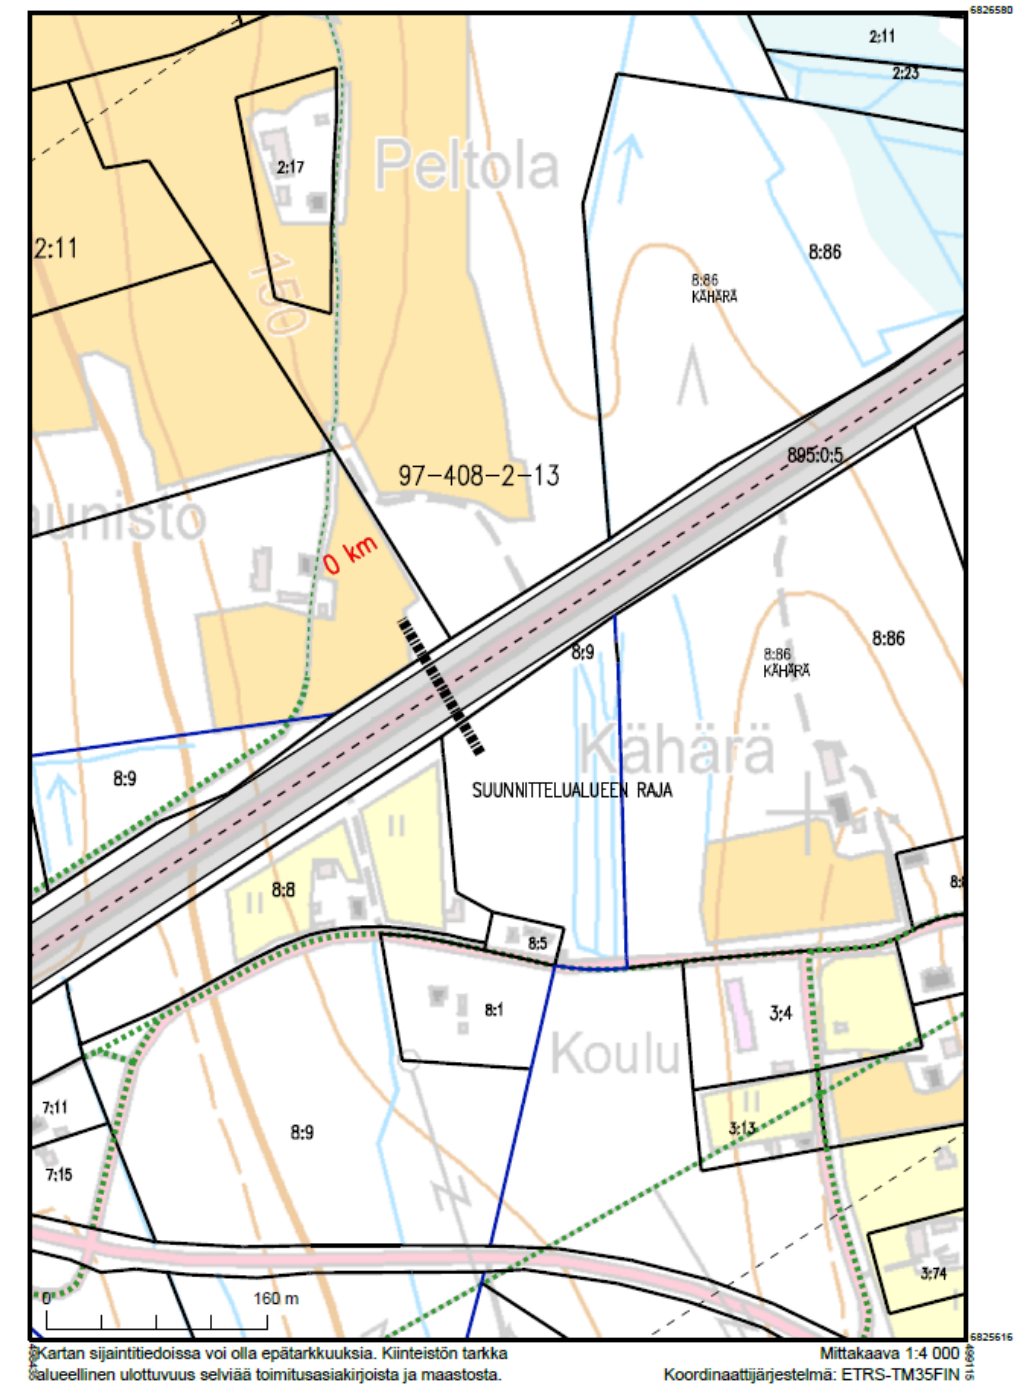 6826580
2:11
2:23
Peltola
2:17
2:11
8:86
8:86
KÄHÄRÄ
150
895:0:5
97-408-2-13
unisto
0 km
8:9
8:86
8:86
KÄHÄRÄ
Kähärä
8:9
SUUNNITTELUALUEEN RAJA
8:8
8:5
8:1
3:4
Koulu
7:11
8:9
3:13
7:15
3:74
0
160 m
6825616
Kartan sijaintitiedoissa voi olla epätarkkuuksia. Kiinteistön tarkka
alueellinen ulottuvuus selviää toimitusasiakirjoista ja maastosta.
Mittakaava 1:4 000
Koordinaattijärjestelmä: ETRS-TM35FIN
499115